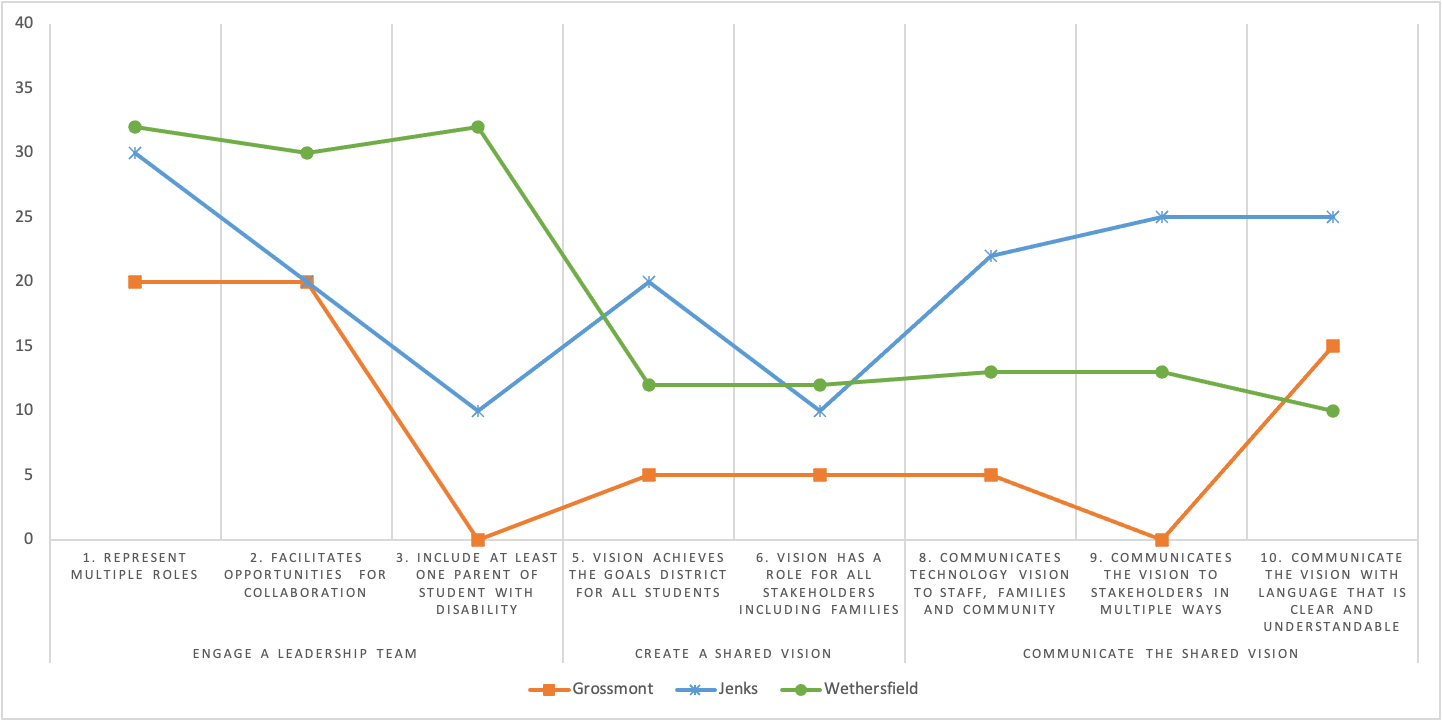 40
35
30
25
20
15
10
5
0
1. REPRESENT
MULTIPLE ROLES
2. FACILITATES
OPPORTUNITIES FOR
COLLABORATION
3. INCLUDE AT LEAST
ONE PARENT OF
STUDENT WITH
DISABILITY
5. VISION ACHIEVES
THE GOALS DISTRICT
FOR ALL STUDENTS
6. VISION HAS A
ROLE FOR ALL
STAKEHOLDERS
INCLUDING FAMILIES
8. COMMUNICATES
TECHNOLOGY VISION
TO STAFF, FAMILIES
AND COMMUNITY
9. COMMUNICATES
THE VISION TO
STAKEHOLDERS IN
MULTIPLE WAYS
10. COMMUNICATE
THE VISION WITH
LANGUAGE THAT IS
CLEAR AND
UNDERSTANDABLE
ENGAGE A LEADERSHIP TEAM
CREATE A SHARED VISION
COMMUNICATE THE SHARED VISION
Grossmont
Jenks
Wethersfield